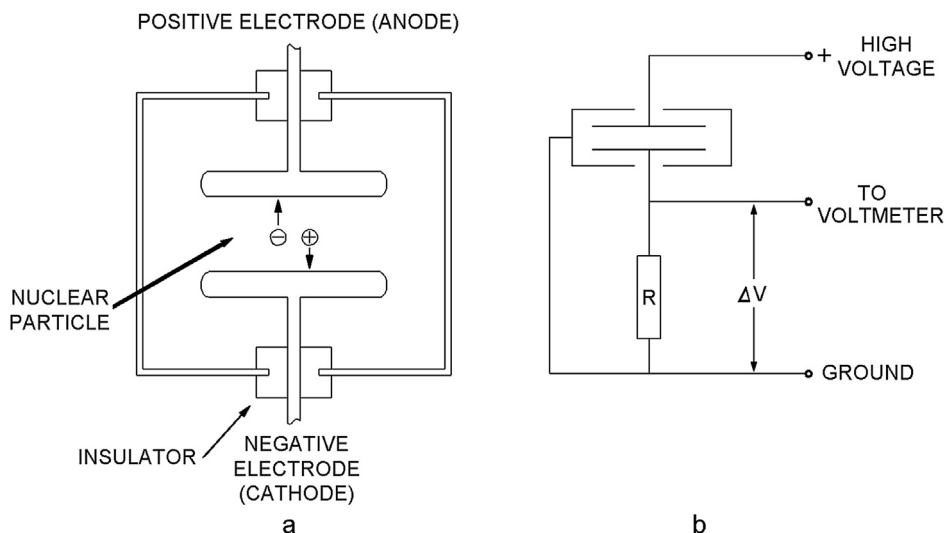 POSITIVE ELECTRODE (ANODE)
NUCLEAR
PARTICLE
INSULATOR
NEGATIVE
ELECTRODE
(CATHODE)
a
+ HIGH
VOLTAGE
TO
VOLTMETER
R
ΔV
GROUND
b